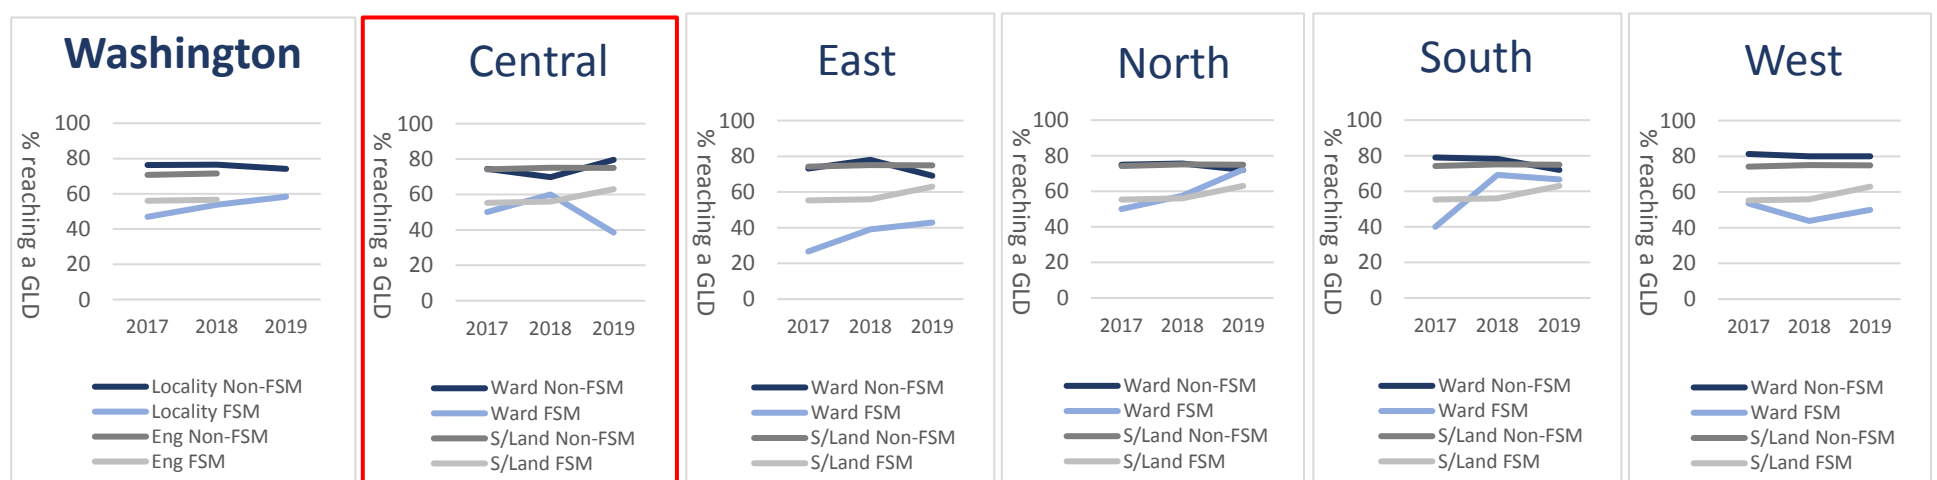 Washington
% reaching a GLD
100
80
60
40
20
0
2017 2018 2019
Locality Non-FSM
Locality FSM
Eng Non-FSM
Eng FSM
Central
% reaching a GLD
100
80
60
40
20
0
2017 2018 2019
Ward Non-FSM
Ward FSM
S/Land Non-FSM
S/Land FSM
East
% reaching a GLD
100
80
60
40
20
0
2017 2018 2019
Ward Non-FSM
Ward FSM
S/Land Non-FSM
S/Land FSM
North
% reaching a GLD
100
80
60
40
20
0
2017 2018 2019
Ward Non-FSM
Ward FSM
S/Land Non-FSM
S/Land FSM
South
% reaching a GLD
100
80
60
40
20
0
2017 2018 2019
Ward Non-FSM
Ward FSM
S/Land Non-FSM
S/Land FSM
West
% reaching a GLD
100
80
60
40
20
0
2017 2018 2019
Ward Non-FSM
Ward FSM
S/Land Non-FSM
S/Land FSM